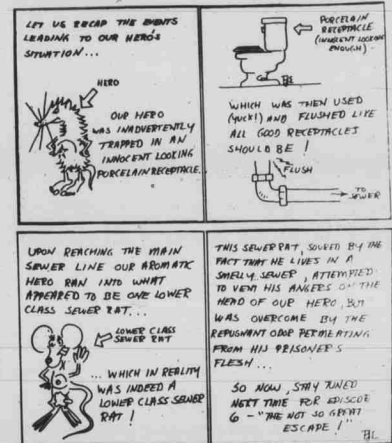 LET US RECAP THE EVENTS
LEADING TO OUR HERO'S
SITUATION...
HERO
OUR HERO
WAS INADVERTENTLY
TRAPPED IN AN
INNOCENT LOOKING
PORCELAIN RECEPTACLE...
PORCELAIN
RECEPTACLE
(INNOCENT LOOKING
ENOUGH)
WHICH WAS THEN USED
(YUCK!) AND FLUSHED LIKE
ALL GOOD RECEPTACLES
SHOULD BE!
FLUSH
TO
SEWER
UPON REACHING THE MAIN
SEWER LINE OUR AROMATIC
HERO RAN INTO WHAT
APPEARED TO BE ONE LOWER
CLASS SEWER RAT...
LOWER CLASS
SEWER RAT
...WHICH IN REALITY
WAS INDEED A
LOWER CLASS SEWER
RAT!
THIS SEWER RAT, SOURED BY THE
FACT THAT HE LIVES IN A
SMELLY SEWER, ATTEMPTED
TO VENT HIS ANGERS ON THE
HEAD OF OUR HERO, BUT
WAS OVERCOME BY THE
REPUGNANT ODOR PERMEATING
FROM HIS PRISONER'S
FLESH...
SO NOW, STAY TUNED
NEXT TIME FOR EPISODE
6 - "THE NOT SO GREAT
ESCAPE!"